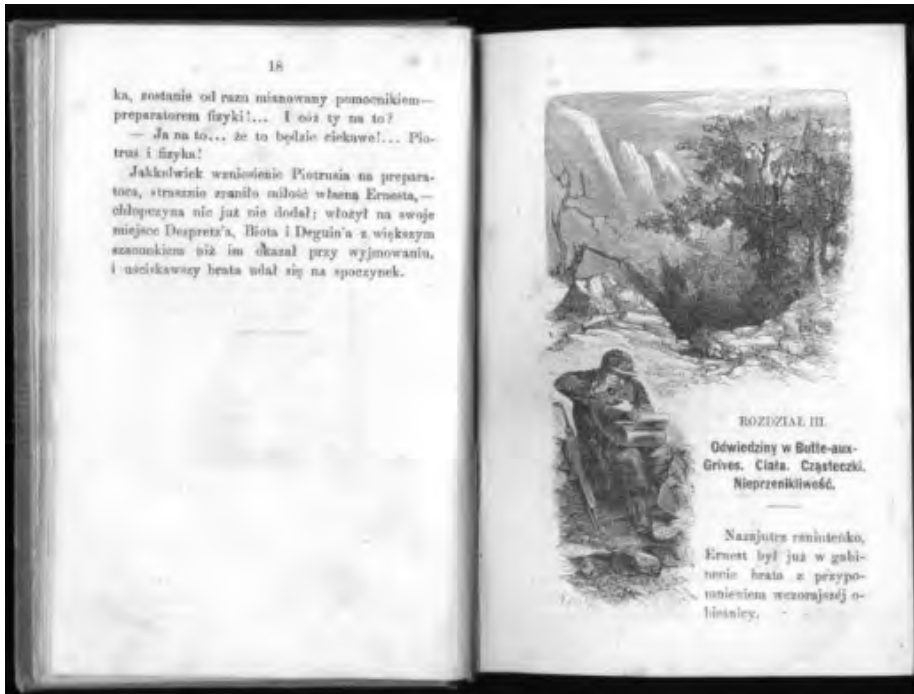 18
ka, zostanie od razu mianowany pomocnikiem—
preparatorem fizyki!... I cóż ty na to?
— Ja na to... że to będzie ciekawe!... Pio-
truś i fizyka!
Jakkolwiek wzniesienie Piotrusia na prepara-
tora, strasznie zraniło miłość własną Ernesta,—
chłopczyna nic już nie dodał; włożył na swoje
miejsce Despretz'a, Biota i Deguin'a z większym
szacunkiem niż im okazał przy wyjmowaniu,
i uściskawszy brata udał się na spoczynek.
ROZDZIAŁ III.
Odwiedziny w Butte-aux-
Grives. Ciała. Cząsteczki.
Nieprzenikliwość.
Nazajutrz raniuteńko,
Ernest był już w gabi-
necie brata z przypo-
mnieniem wczorajszéj o-
bietnicy.